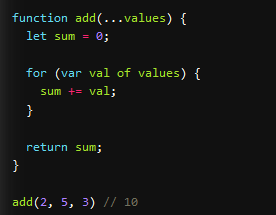 function add(...values) {
  let sum = 0;

  for (var val of values) {
    sum += val;
  }

  return sum;
}

add(2, 5, 3) // 10